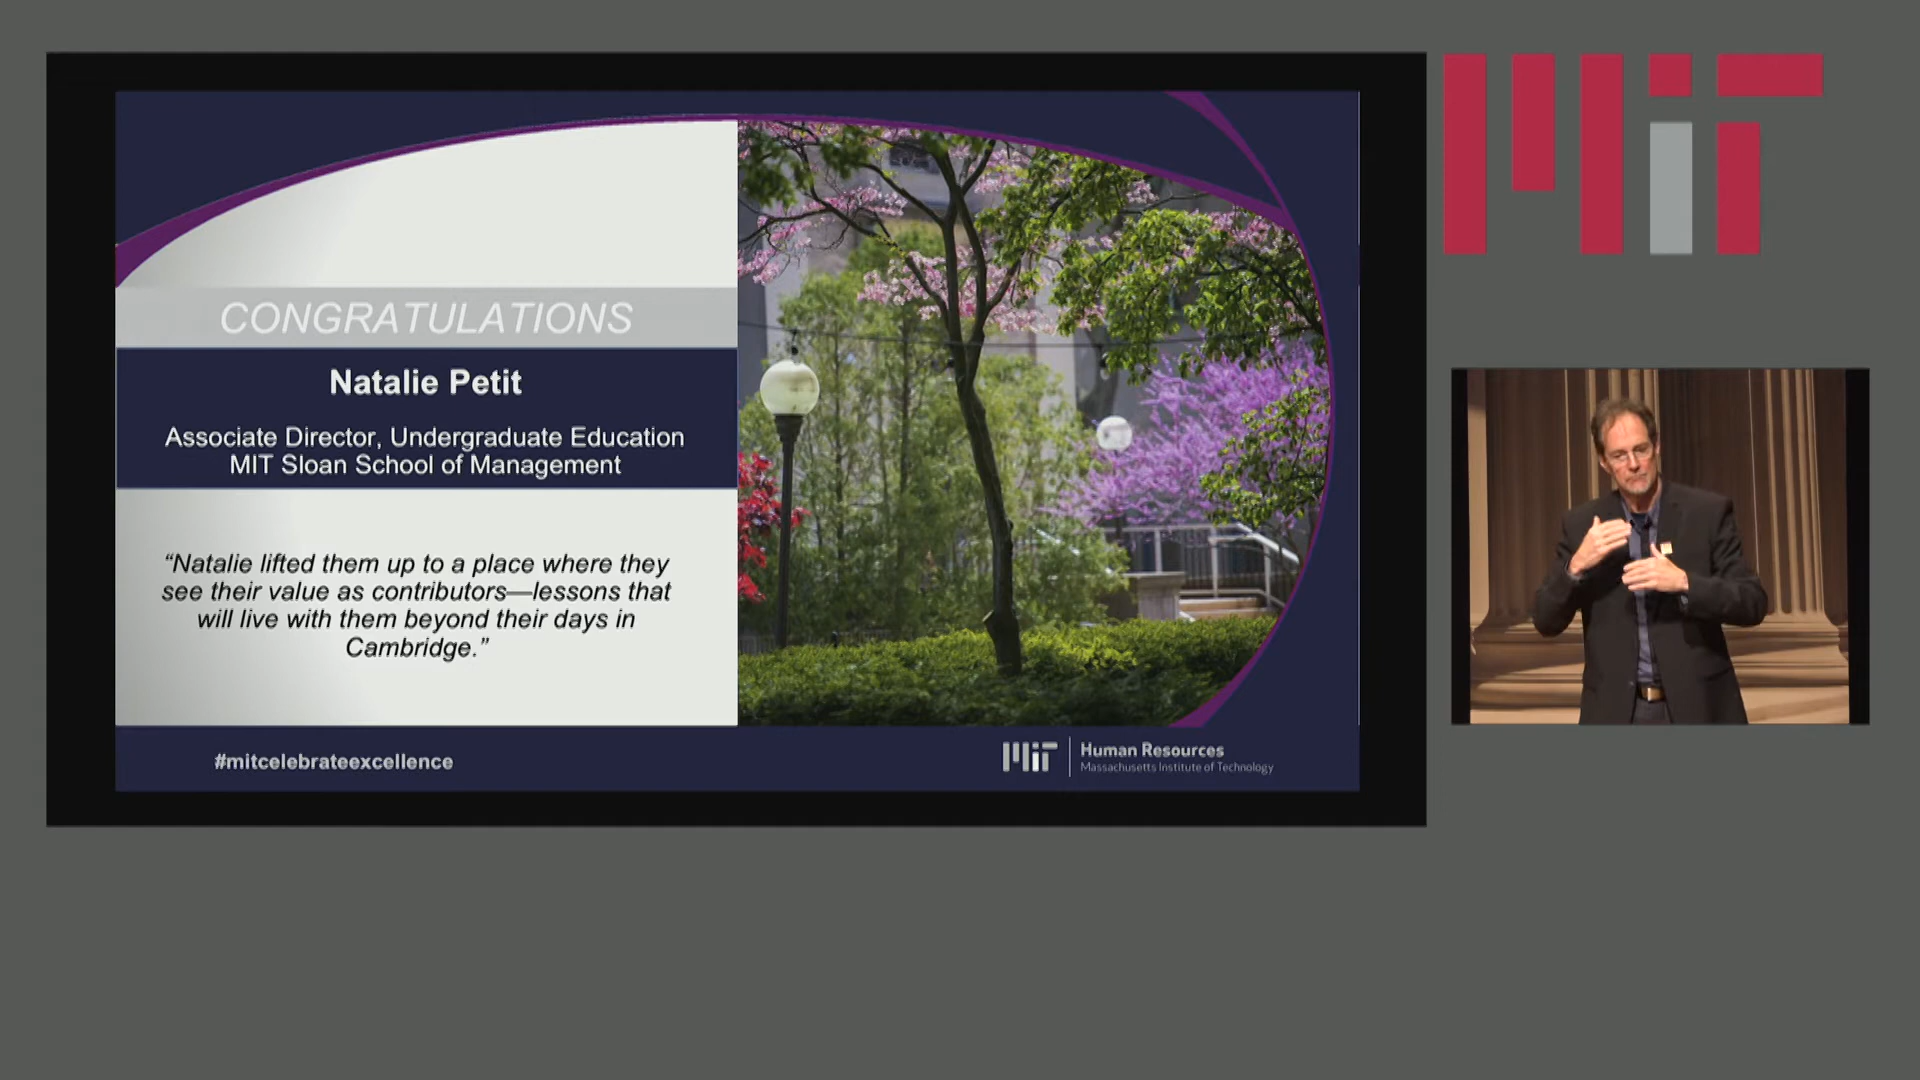 CONGRATULATIONS
Natalie Petit
Associate Director, Undergraduate Education
MIT Sloan School of Management
“Natalie lifted them up to a place where they
see their value as contributors—lessons that
will live with them beyond their days in
Cambridge.”
#mitcelebrateexcellence
MIT
Human Resources
Massachusetts Institute of Technology
MIT